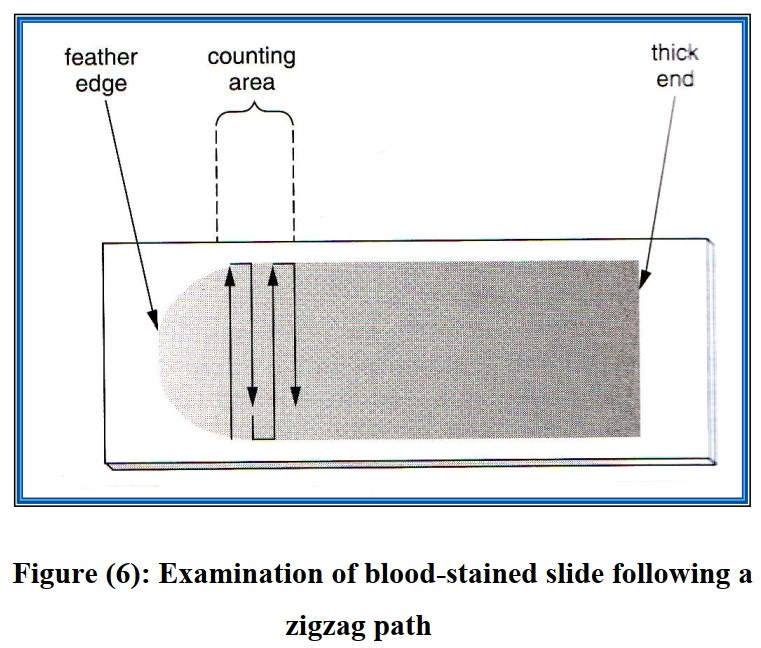 feather
edge
counting
area
thick
end
Figure (6): Examination of blood-stained slide following a
zigzag path